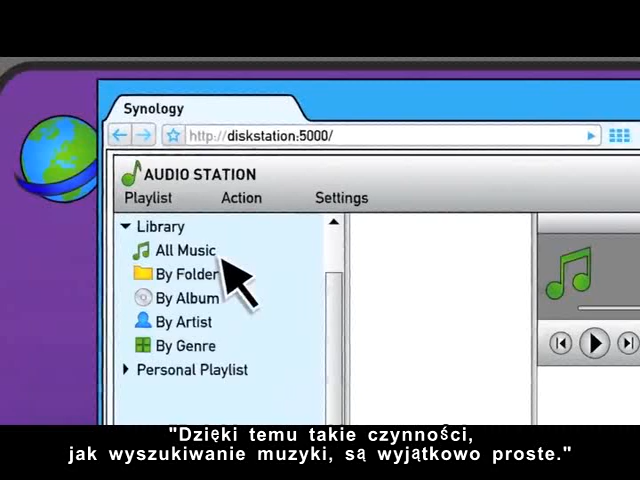 Synology
http://diskstation:5000/
AUDIO STATION
Playlist Action Settings
Library
All Music
By Folder
By Album
By Artist
By Genre
Personal Playlist
"Dzięki temu takie czynności,
jak wyszukiwanie muzyki, są wyjątkowo proste."